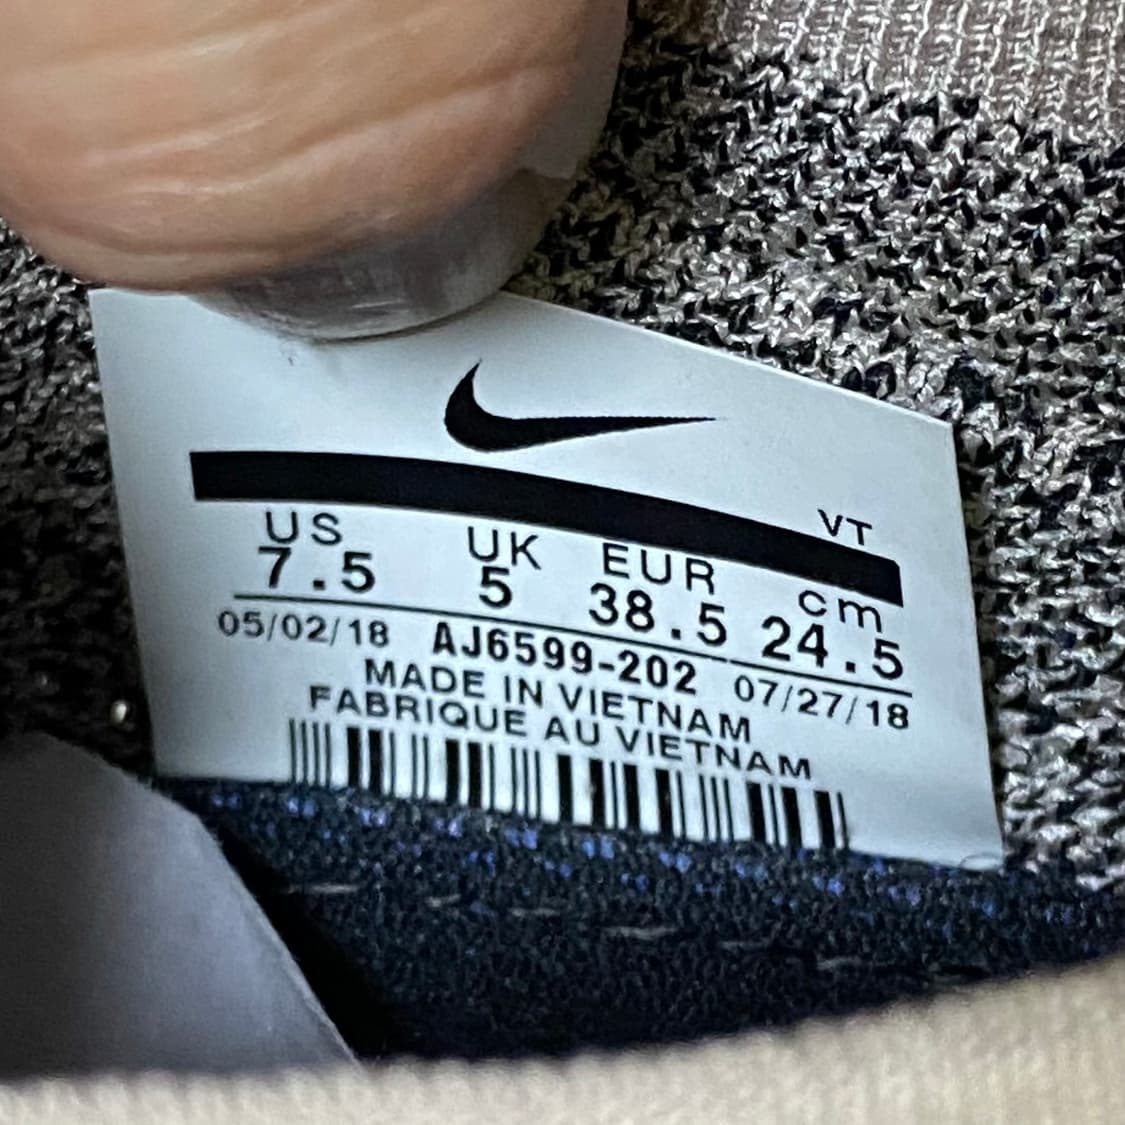 VT
US UK EUR cm
7.5 5 38.5 24.5
05/02/18 AJ6599-202 07/27/18
MADE IN VIETNAM
FABRIQUE AU VIETNAM